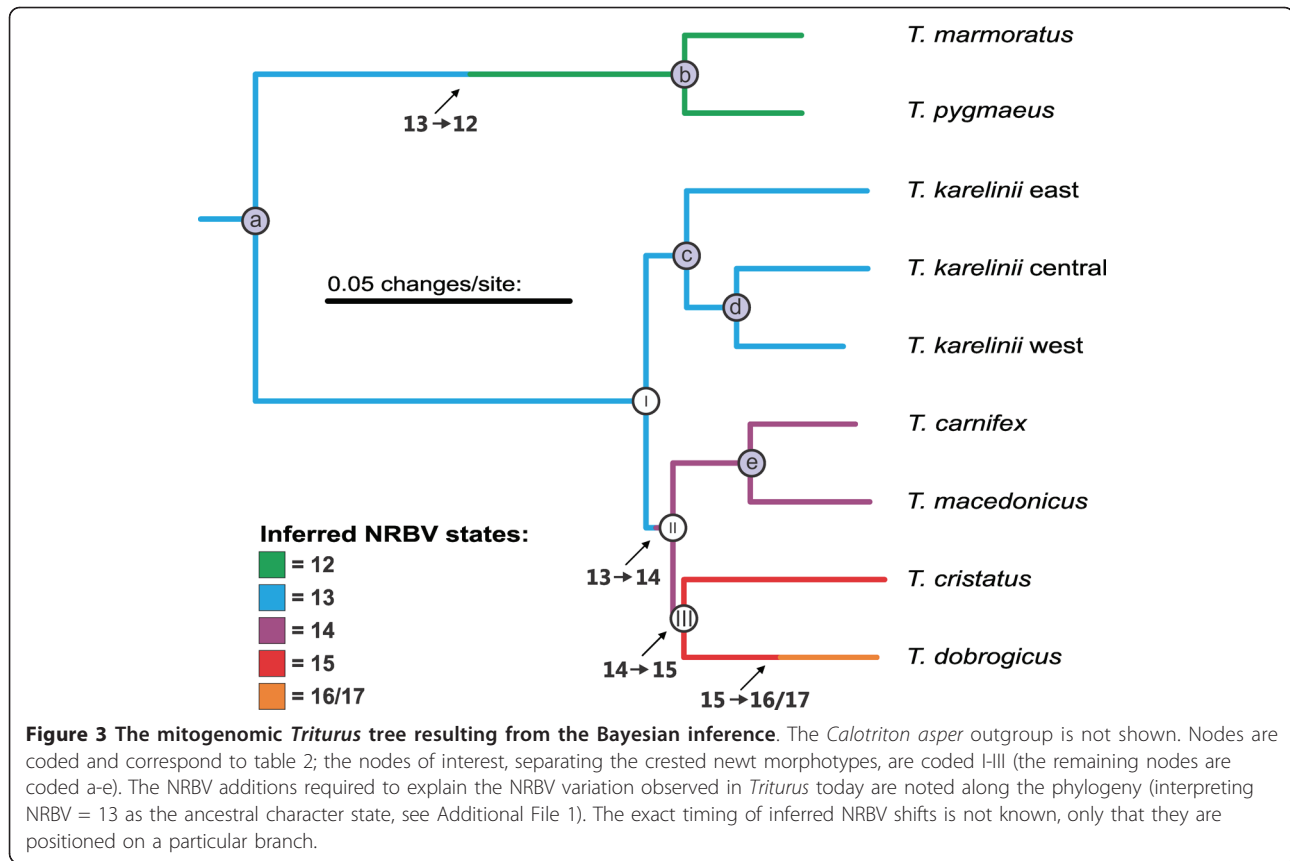 T. marmoratus
b
13→12
T. pygmaeus
T. karelinii east
a
c
0.05 changes/site:
T. karelinii central
d
T. karelinii west
I
T. carnifex
e
T. macedonicus
Inferred NRBV states:
II
= 12
13→14
= 13
T. cristatus
= 14
III
= 15
14→15
T. dobrogicus
= 16/17
15→16/17
Figure 3 The mitogenomic Triturus tree resulting from the Bayesian inference. The Calotriton asper outgroup is not shown. Nodes are
coded and correspond to table 2; the nodes of interest, separating the crested newt morphotypes, are coded I-III (the remaining nodes are
coded a-e). The NRBV additions required to explain the NRBV variation observed in Triturus today are noted along the phylogeny (interpreting
NRBV = 13 as the ancestral character state, see Additional File 1). The exact timing of inferred NRBV shifts is not known, only that they are
positioned on a particular branch.